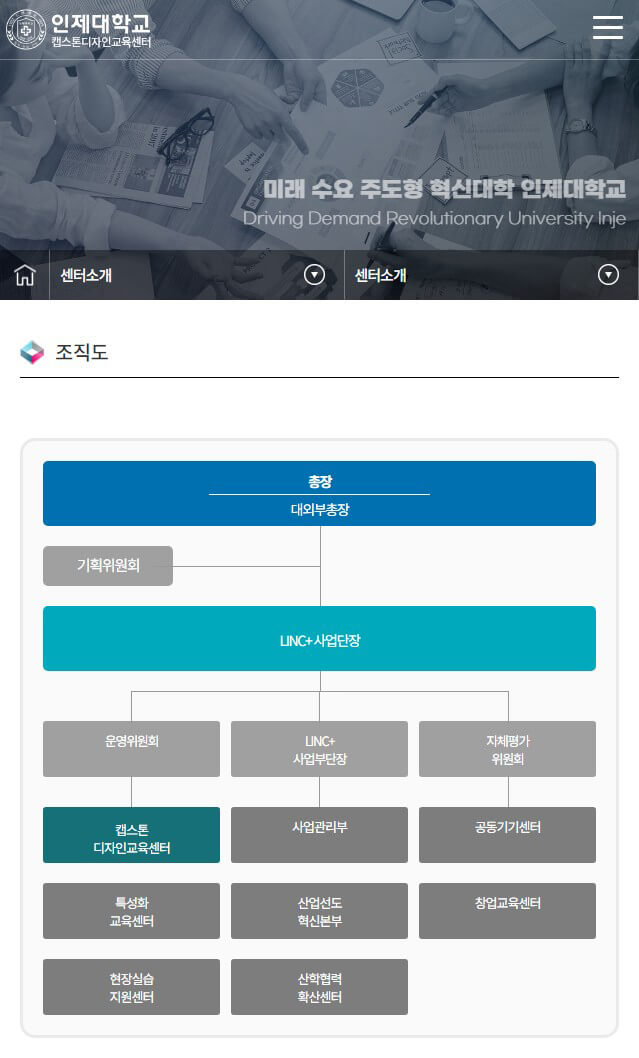 인제대학교
캡스톤디자인교육센터
미래 수요 주도형 혁신대학 인제대학교
Driving Demand Revolutionary University Inje
센터소개
센터소개
조직도
총장
대외부총장
기획위원회
LINC+사업단장
운영위원회
LINC+
사업부단장
자체평가
위원회
캡스톤
디자인교육센터
사업관리부
공동기기센터
특성화
교육센터
산업선도
혁신본부
창업교육센터
현장실습
지원센터
산학협력
확산센터